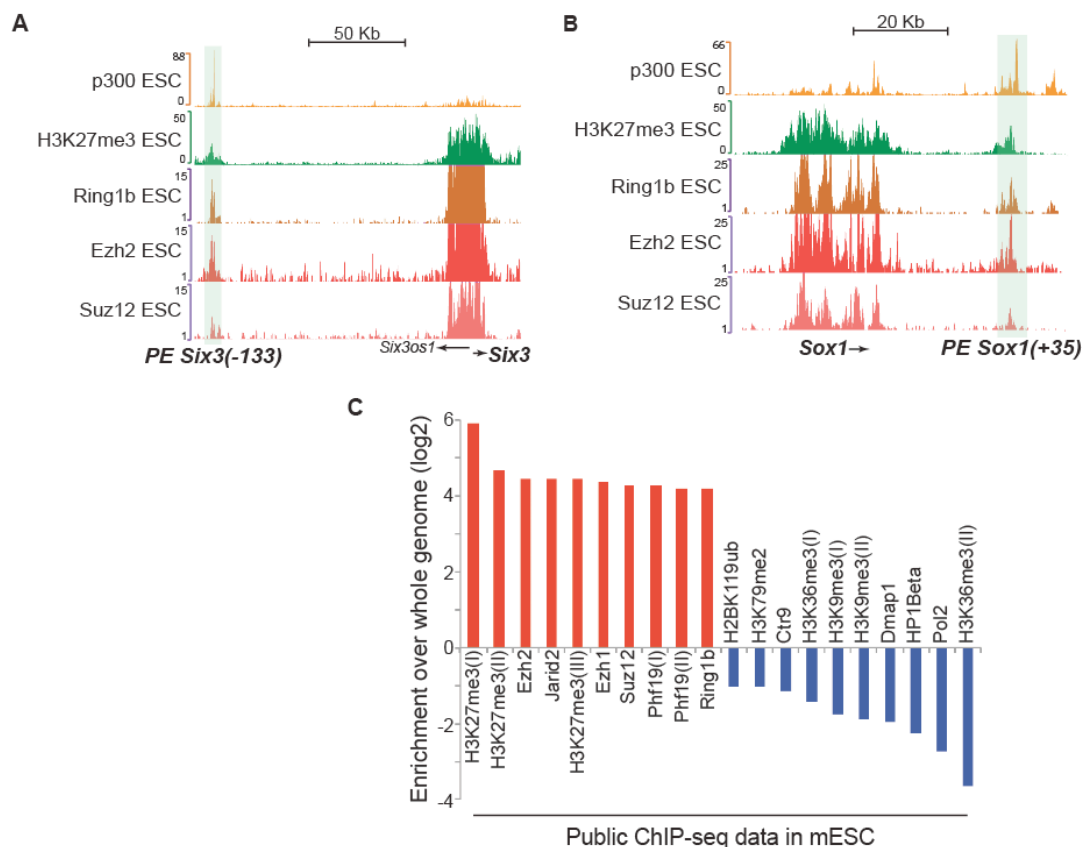 A
50 Kb
88
p300 ESC
0
50
H3K27me3 ESC
0
15
Ring1b ESC
1
15
Ezh2 ESC
1
15
Suz12 ESC
1
PE Six3(-133)
Six3os1
Six3
B
20 Kb
66
p300 ESC
0
50
H3K27me3 ESC
0
25
Ring1b ESC
1
25
Ezh2 ESC
1
25
Suz12 ESC
1
Sox1
PE Sox1(+35)
C
Enrichment over whole genome (log2)
6
4
2
0
-2
-4
H3K27me3(I)
H3K27me3(II)
Ezh2
Jarid2
H3K27me3(III)
Ezh1
Suz12
Phf19(I)
Phf19(II)
Ring1b
H2BK119ub
H3K79me2
Ctr9
H3K36me3(I)
H3K9me3(I)
H3K9me3(II)
Dmap1
HP1Beta
Pol2
H3K36me3(II)
Public ChIP-seq data in mESC